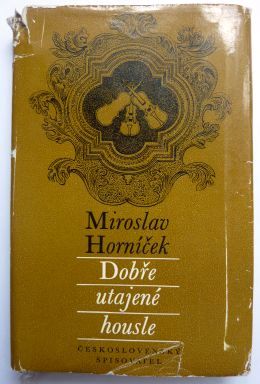 Miroslav
Horníček
Dobře
utajené
housle
ČESKOSLOVENSKÝ
SPISOVATEL